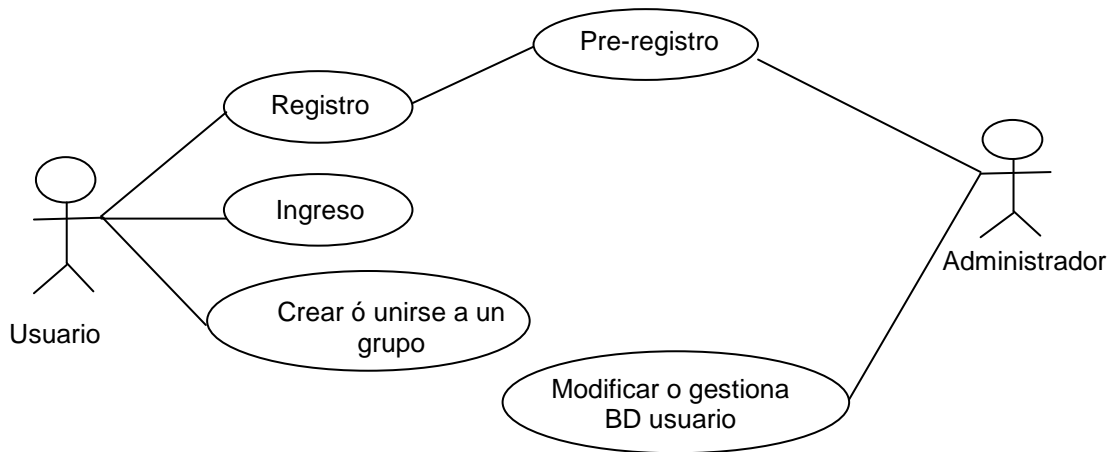 Pre-registro
Registro
Ingreso
Administrador
Crear ó unirse a un
grupo
Usuario
Modificar o gestiona
BD usuario